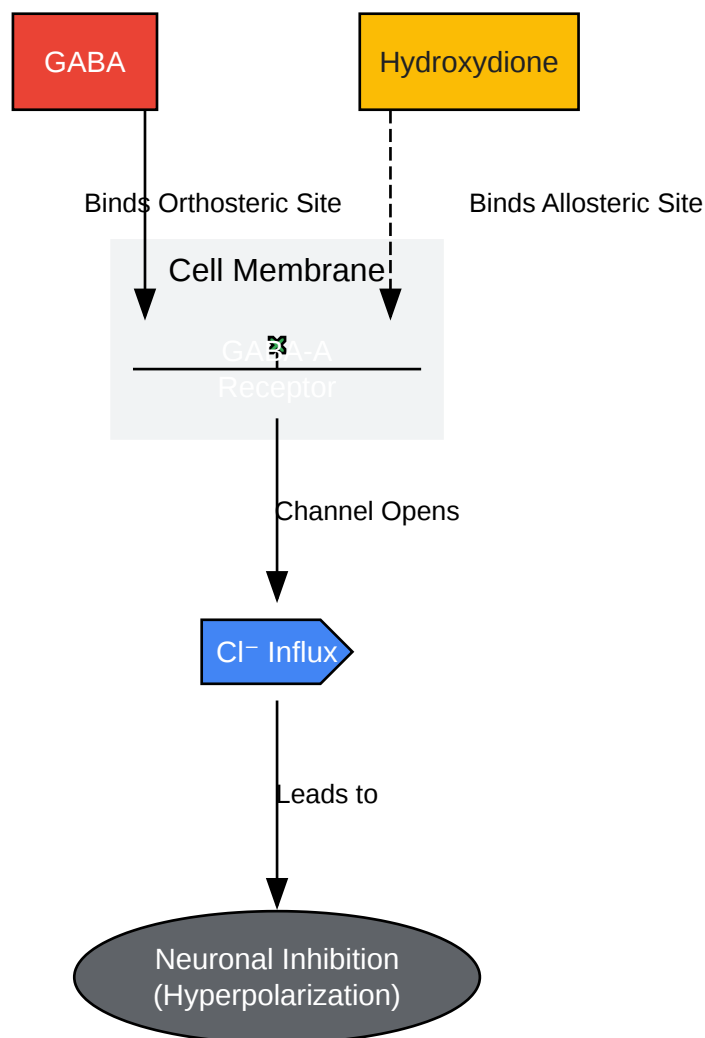 GABA
Hydroxydione
Binds Orthosteric Site
Binds Allosteric Site
Cell Membrane
GABA-A
Receptor
Channel Opens
Cl⁻ Influx
Leads to
Neuronal Inhibition
(Hyperpolarization)